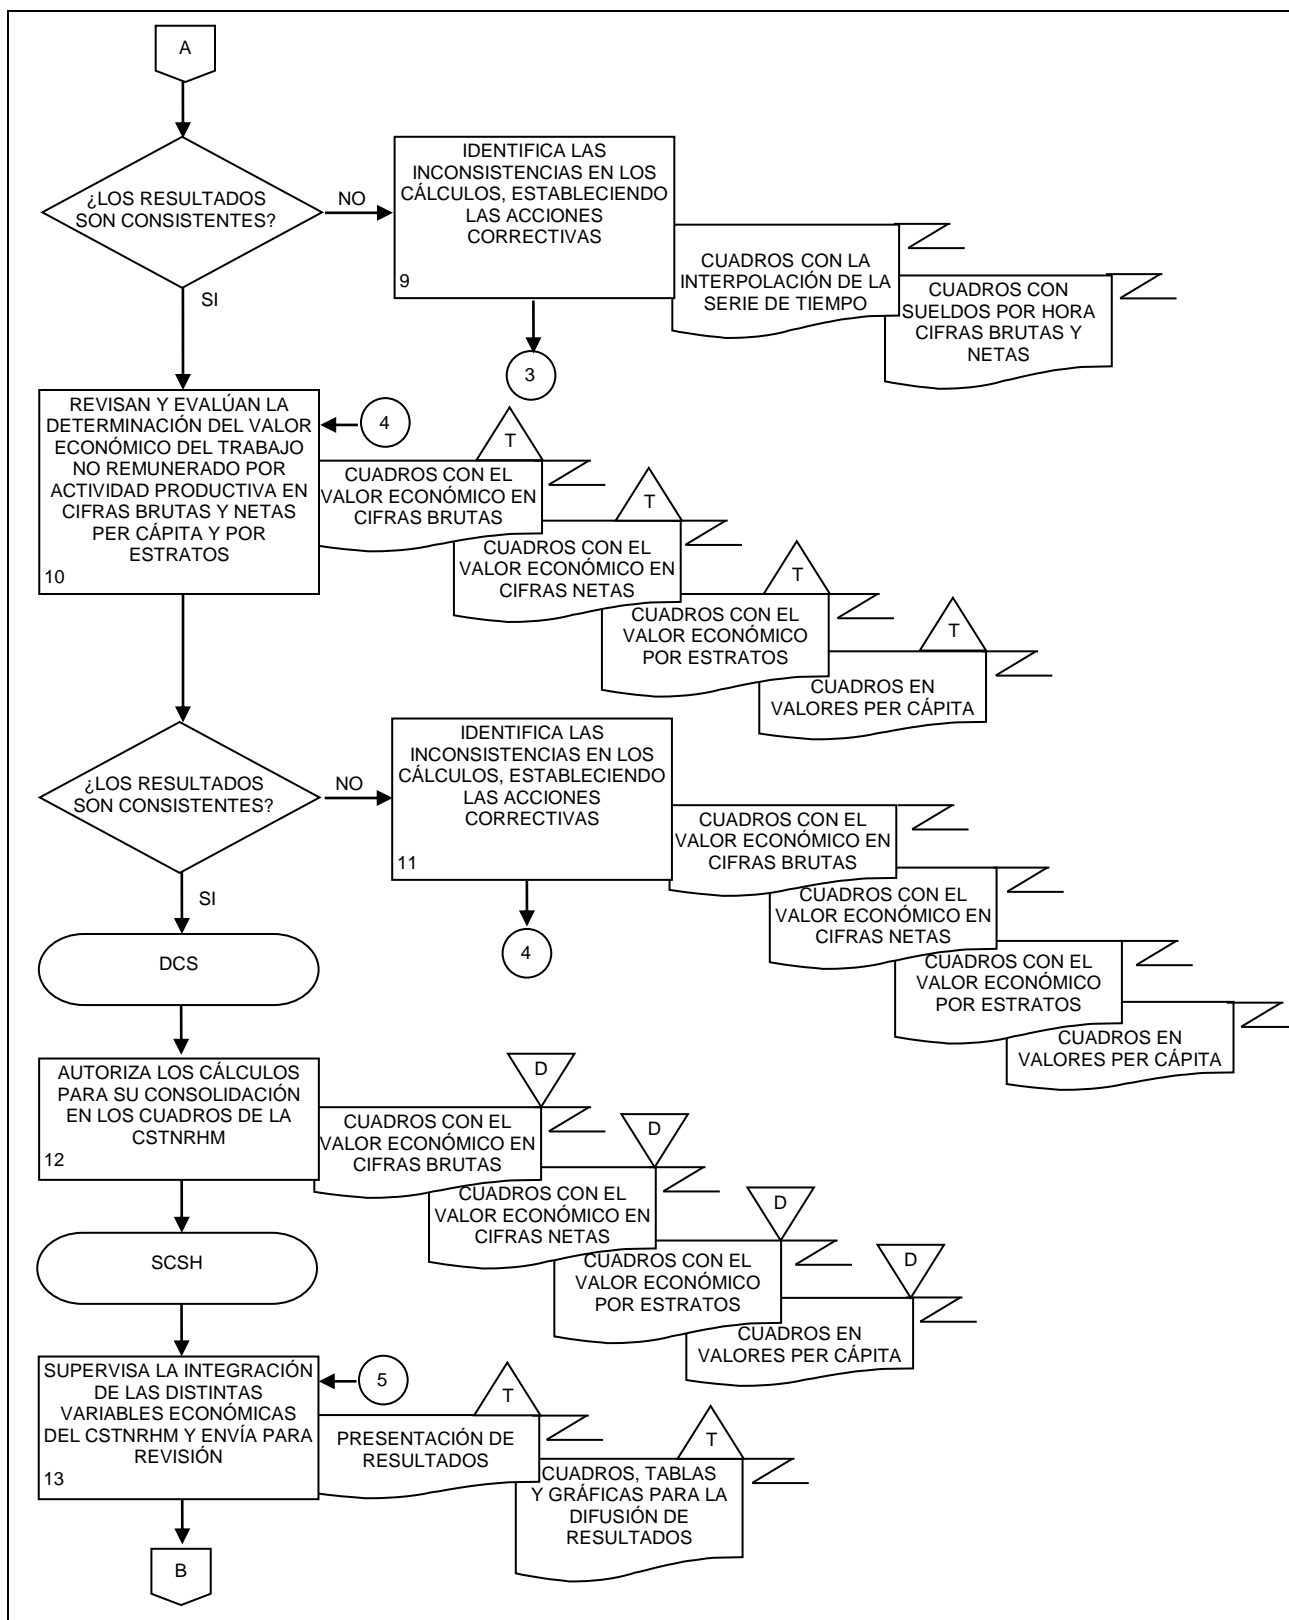 A
¿LOS RESULTADOS
SON CONSISTENTES?
NO
SI
IDENTIFICA LAS
INCONSISTENCIAS EN LOS
CÁLCULOS, ESTABLECIENDO
LAS ACCIONES
CORRECTIVAS
9
CUADROS CON LA
INTERPOLACIÓN DE LA
SERIE DE TIEMPO
CUADROS CON
SUELDOS POR HORA
CIFRAS BRUTAS Y
NETAS
3
REVISAN Y EVALÚAN LA
DETERMINACIÓN DEL VALOR
ECONÓMICO DEL TRABAJO
NO REMUNERADO POR
ACTIVIDAD PRODUCTIVA EN
CIFRAS BRUTAS Y NETAS
PER CÁPITA Y POR
ESTRATOS
10
4
T
CUADROS CON EL
VALOR ECONÓMICO EN
CIFRAS BRUTAS
T
CUADROS CON EL
VALOR ECONÓMICO EN
CIFRAS NETAS
T
CUADROS CON EL
VALOR ECONÓMICO
POR ESTRATOS
T
CUADROS EN
VALORES PER CÁPITA
¿LOS RESULTADOS
SON CONSISTENTES?
NO
SI
IDENTIFICA LAS
INCONSISTENCIAS EN LOS
CÁLCULOS, ESTABLECIENDO
LAS ACCIONES
CORRECTIVAS
11
CUADROS CON EL
VALOR ECONÓMICO EN
CIFRAS BRUTAS
CUADROS CON EL
VALOR ECONÓMICO EN
CIFRAS NETAS
CUADROS CON EL
VALOR ECONÓMICO
POR ESTRATOS
CUADROS EN
VALORES PER CÁPITA
4
DCS
AUTORIZA LOS CÁLCULOS
PARA SU CONSOLIDACIÓN
EN LOS CUADROS DE LA
CSTNRHM
12
D
CUADROS CON EL
VALOR ECONÓMICO EN
CIFRAS BRUTAS
D
CUADROS CON EL
VALOR ECONÓMICO EN
CIFRAS NETAS
D
CUADROS CON EL
VALOR ECONÓMICO
POR ESTRATOS
D
CUADROS EN
VALORES PER CÁPITA
SCSH
SUPERVISA LA INTEGRACIÓN
DE LAS DISTINTAS
VARIABLES ECONÓMICAS
DEL CSTNRHM Y ENVÍA PARA
REVISIÓN
13
5
T
PRESENTACIÓN DE
RESULTADOS
T
CUADROS, TABLAS
Y GRÁFICAS PARA LA
DIFUSIÓN DE
RESULTADOS
B